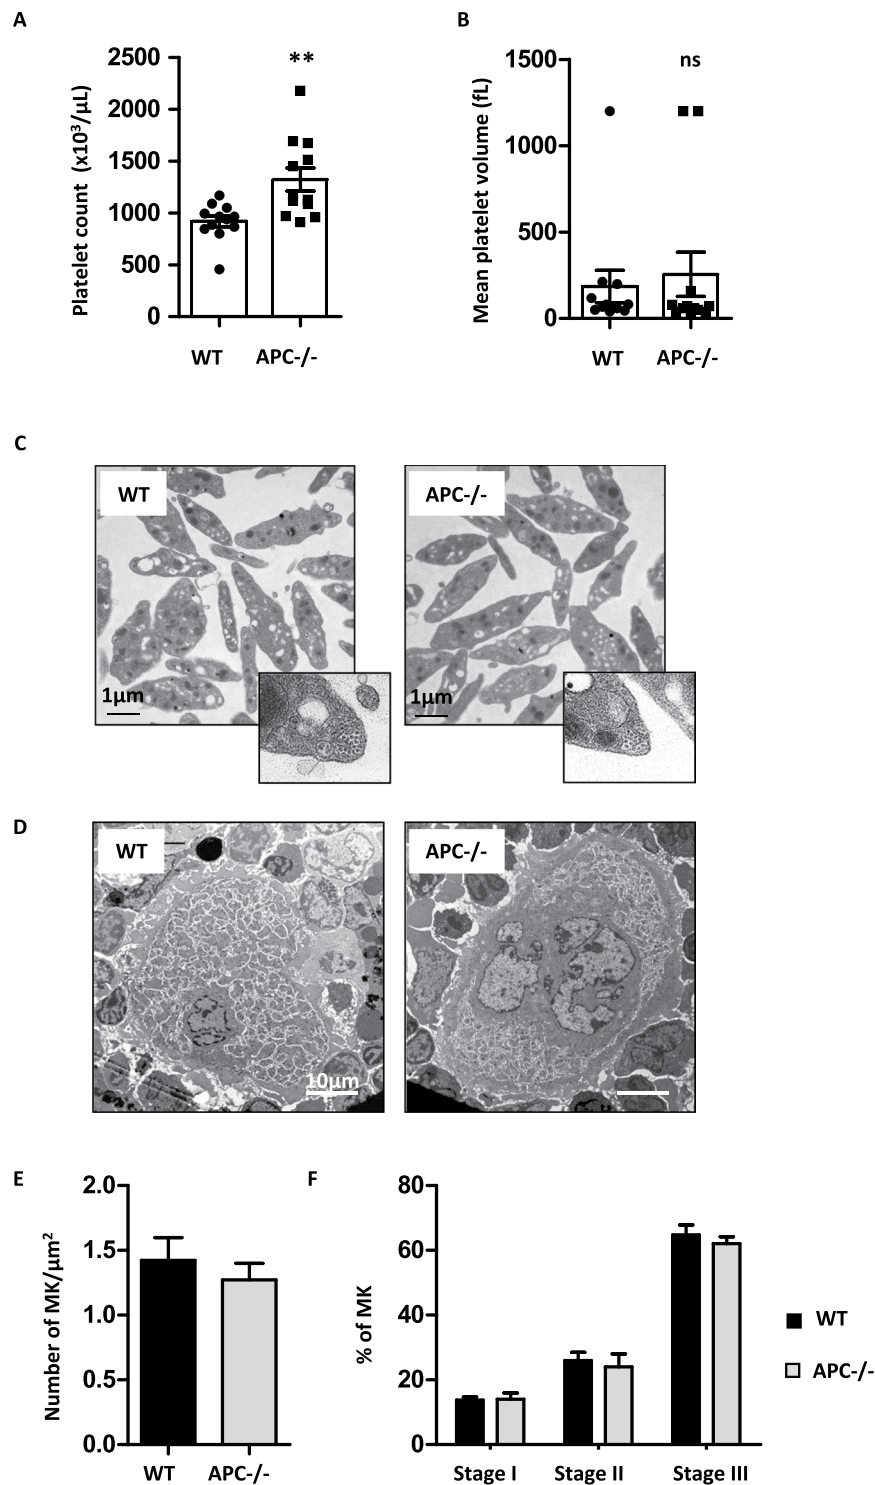 A
B
Platelet count (x10³/µL)
2500
2000
1500
1000
500
0
**
WT
APC-/-
Mean platelet volume (fL)
1500
1000
500
0
ns
WT
APC-/-
C
WT
1µm
APC-/-
1µm
D
WT
10µm
APC-/-
E
F
Number of MK/µm²
2.0
1.5
1.0
0.5
0.0
WT
APC-/-
% of MK
80
60
40
20
0
Stage I
Stage II
Stage III
WT
APC-/-